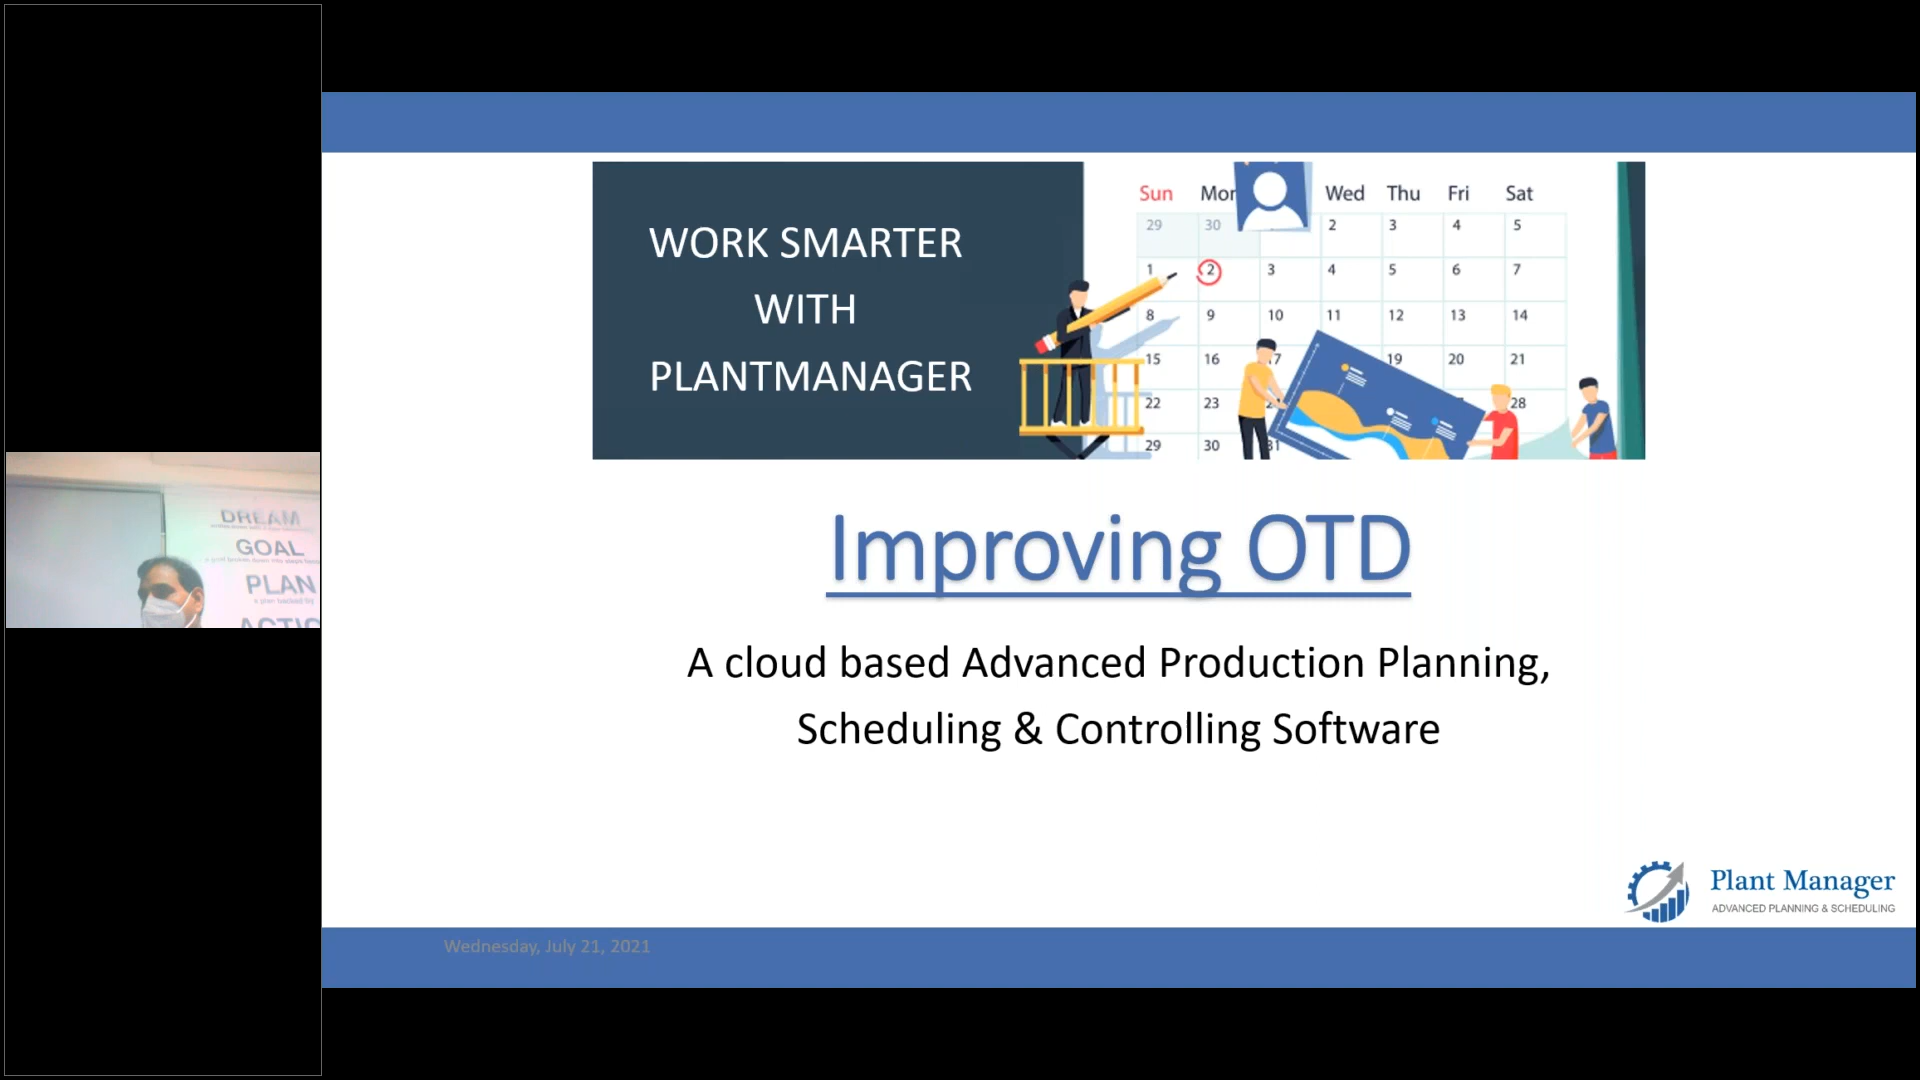 DREAM
GOAL
PLAN
WORK SMARTER
WITH
PLANTMANAGER
Sun Wed Thu Fri Sat
29 30 2 3 4 5
1 2 3 4 5 6 7
8 9 10 11 12 13 14
15 16 19 20 21
22 23 28
29 30 31
Improving OTD
A cloud based Advanced Production Planning,
Scheduling & Controlling Software
Plant Manager
ADVANCED PLANNING & SCHEDULING
Wednesday, July 21, 2021